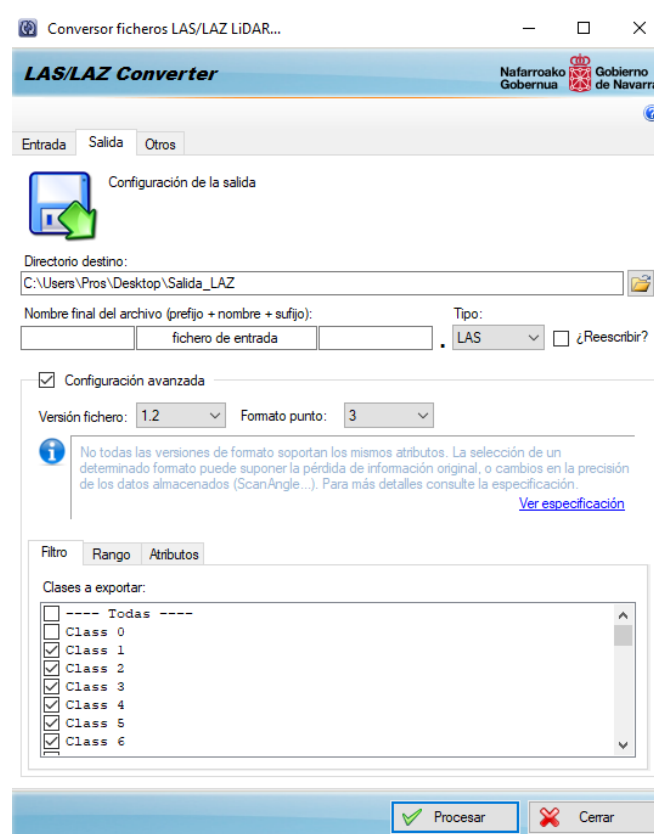 Conversor ficheros LAS/LAZ LiDAR...
LAS/LAZ Converter
Nafarroako Gobernua
Gobierno de Navarra
Entrada Salida Otros
Configuración de la salida
Directorio destino:
C:\Users\Pros\Desktop\Salida_LAZ
Nombre final del archivo (prefijo + nombre + sufijo): Tipo:
fichero de entrada . LAS ¿Reescribir?
Configuración avanzada
Versión fichero: 1.2 Formato punto: 3
No todas las versiones de formato soportan los mismos atributos. La selección de un
determinado formato puede suponer la pérdida de información original, o cambios en la precisión
de los datos almacenados (ScanAngle...). Para más detalles consulte la especificación.
Ver especificación
Filtro Rango Atributos
Clases a exportar:
---- Todas ----
Class 0
Class 1
Class 2
Class 3
Class 4
Class 5
Class 6
Procesar Cerrar